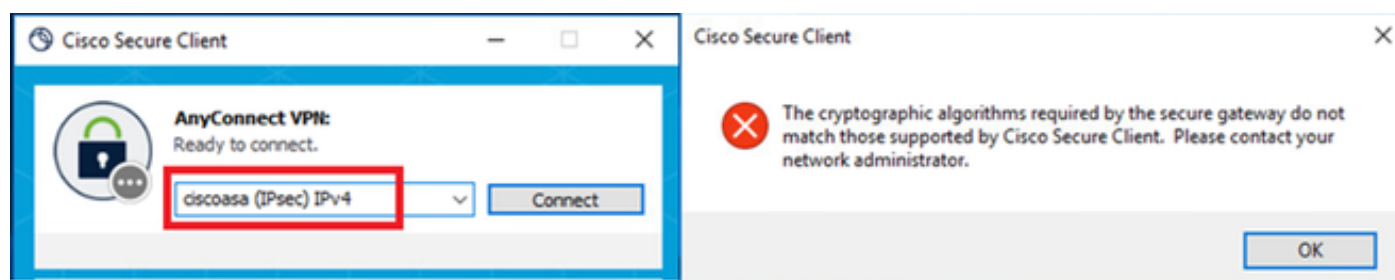 Cisco Secure Client
AnyConnect VPN:
Ready to connect.
ciscoasa (IPsec) IPv4
Connect
Cisco Secure Client
The cryptographic algorithms required by the secure gateway do not
match those supported by Cisco Secure Client. Please contact your
network administrator.
OK